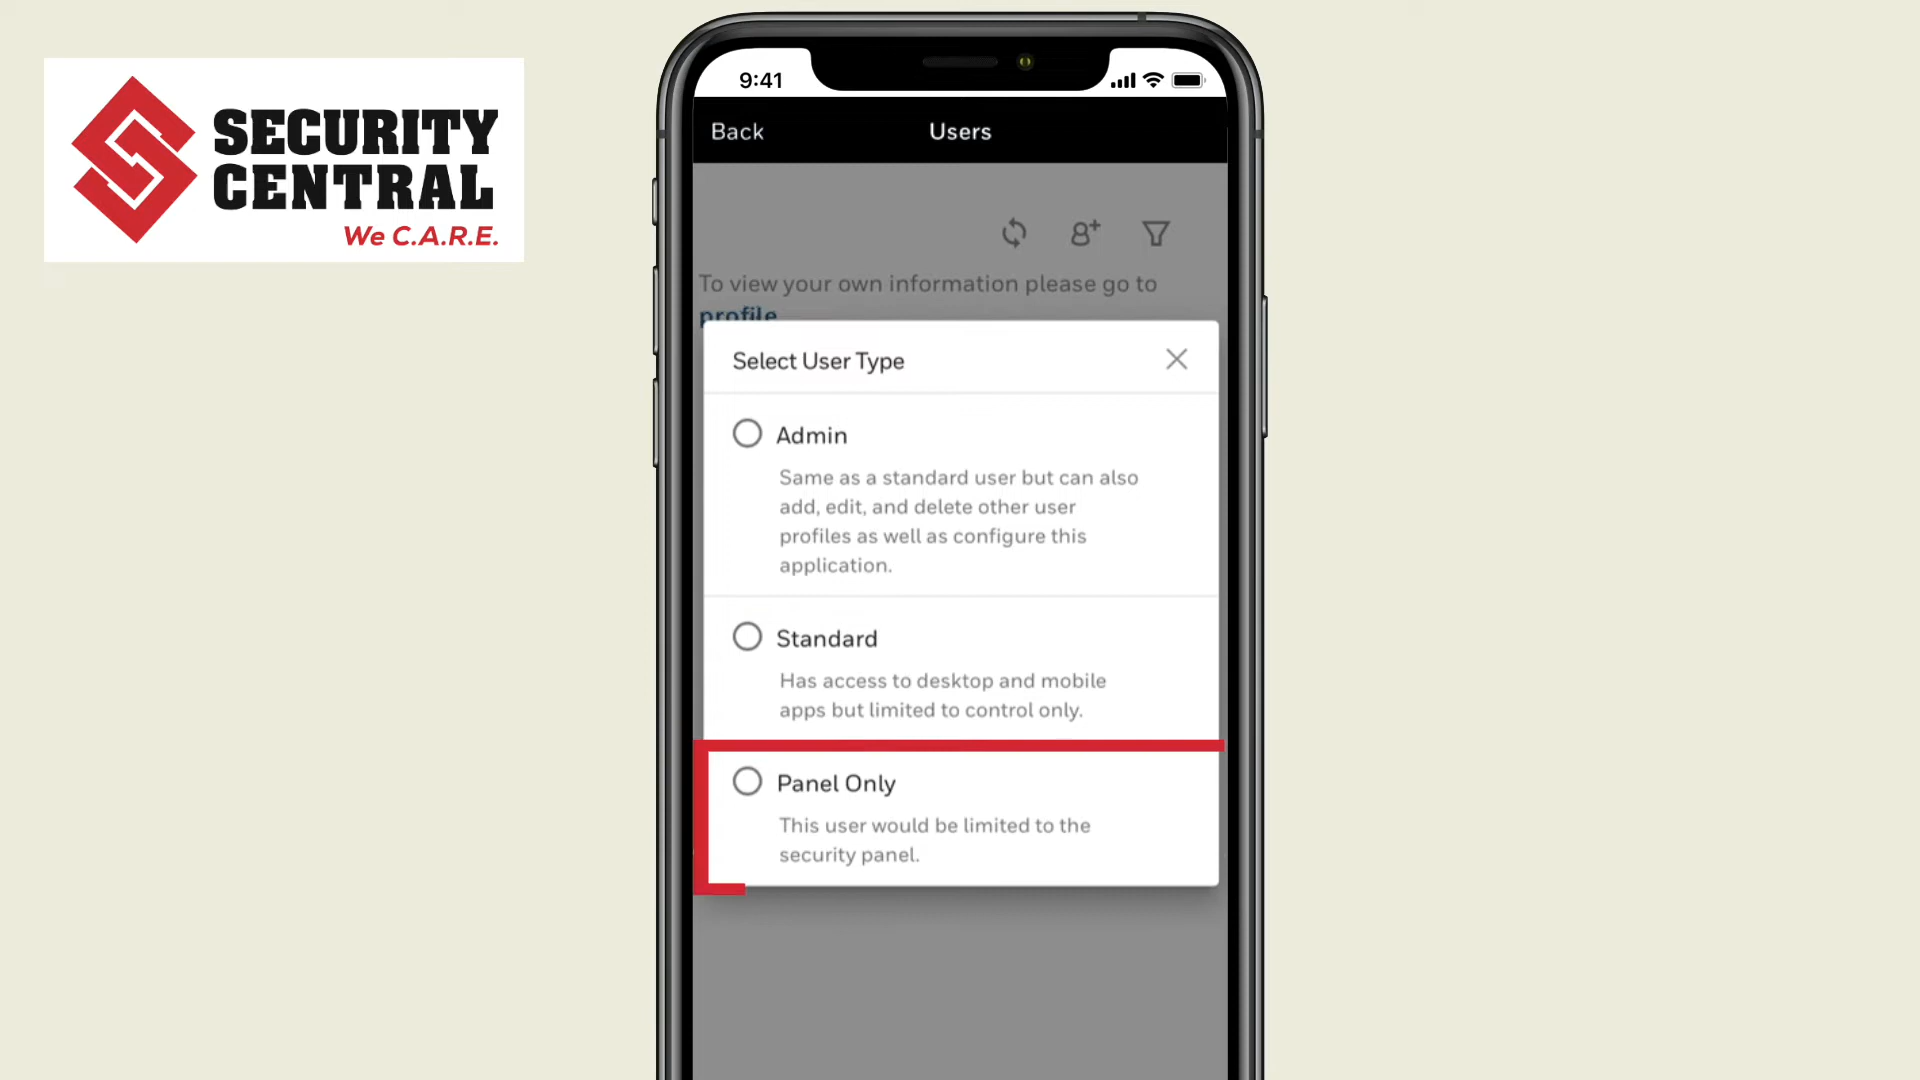 SECURITY
CENTRAL
We C.A.R.E.
9:41
Back
Users
To view your own information please go to
profile
Select User Type
Admin
Same as a standard user but can also
add, edit, and delete other user
profiles as well as configure this
application.
Standard
Has access to desktop and mobile
apps but limited to control only.
Panel Only
This user would be limited to the
security panel.